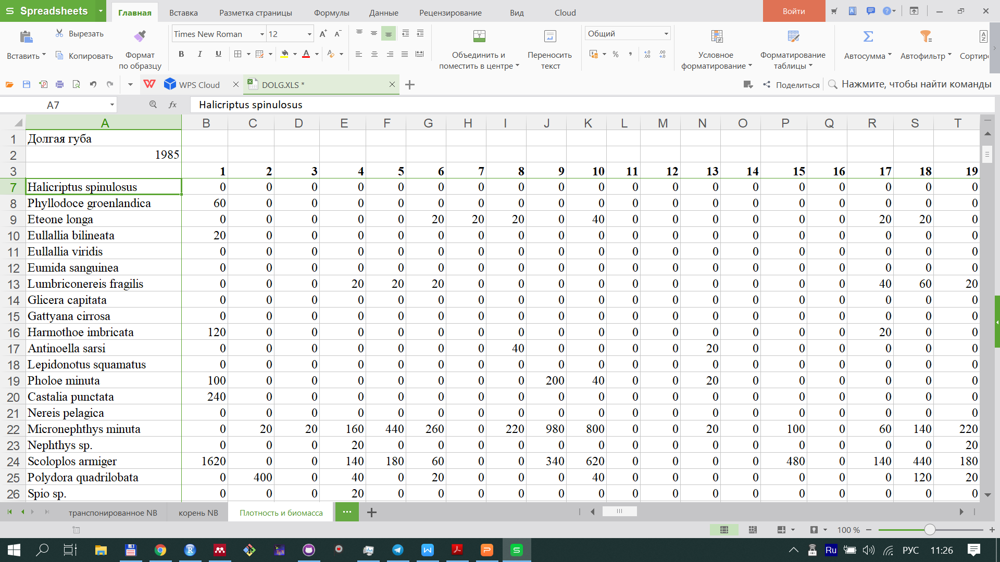 Spreadsheets Главная Вставка Разметка страницы Формулы Данные Рецензирование Вид Cloud Войти
Вставить Вырезать Копировать Формат по образцу Times New Roman 12 Общий
Объединить и поместить в центре Переносить текст Условное форматирование Форматирование таблицы Автосумма Автофильтр Сортирс
WPS Cloud DOLG.XLS * Поделиться Нажмите, чтобы найти команды
A7 fx Halicriptus spinulosus
A B C D E F G H I J K L M N O P Q R S T
1 Долгая губа
2 1985
3 1 2 3 4 5 6 7 8 9 10 11 12 13 14 15 16 17 18 19
7 Halicriptus spinulosus 0 0 0 0 0 0 0 0 0 0 0 0 0 0 0 0 0 0 0
8 Phyllodoce groenlandica 60 0 0 0 0 0 0 0 0 0 0 0 0 0 0 0 0 0 0
9 Eteone longa 0 0 0 0 0 20 20 20 0 40 0 0 0 0 0 0 20 20 0
10 Eullallia bilineata 20 0 0 0 0 0 0 0 0 0 0 0 0 0 0 0 0 0 0
11 Eullallia viridis 0 0 0 0 0 0 0 0 0 0 0 0 0 0 0 0 0 0 0
12 Eumida sanguinea 0 0 0 0 0 0 0 0 0 0 0 0 0 0 0 0 0 0 0
13 Lumbriconereis fragilis 0 0 0 20 20 20 0 0 0 0 0 0 0 0 0 0 40 60 20
14 Glicera capitata 0 0 0 0 0 0 0 0 0 0 0 0 0 0 0 0 0 0 0
15 Gattyana cirrosa 0 0 0 0 0 0 0 0 0 0 0 0 0 0 0 0 0 0 0
16 Harmothoe imbricata 120 0 0 0 0 0 0 0 0 0 0 0 0 0 0 0 20 0 0
17 Antinoella sarsi 0 0 0 0 0 0 0 40 0 0 0 0 20 0 0 0 0 0 0
18 Lepidonotus squamatus 0 0 0 0 0 0 0 0 0 0 0 0 0 0 0 0 0 0 0
19 Pholoe minuta 100 0 0 0 0 0 0 0 200 40 0 0 20 0 0 0 0 0 0
20 Castalia punctata 240 0 0 0 0 0 0 0 0 0 0 0 0 0 0 0 0 0 0
21 Nereis pelagica 0 0 0 0 0 0 0 0 0 0 0 0 0 0 0 0 0 0 0
22 Micronephthys minuta 0 20 20 160 440 260 0 220 980 800 0 0 20 0 100 0 60 140 220
23 Nephthys sp. 0 0 0 20 0 0 0 0 0 0 0 0 0 0 0 0 0 0 20
24 Scoloplos armiger 1620 0 0 140 180 60 0 0 340 620 0 0 0 0 480 0 140 440 180
25 Polydora quadrilobata 0 400 0 40 0 20 0 0 0 40 0 0 0 0 0 0 0 120 20
26 Spio sp. 0 0 0 20 0 0 0 0 0 0 0 0 0 0 0 0 0 0 0
транспонированное NB корень NB Плотность и биомасса ...
100 %
Ru РУС 11:26